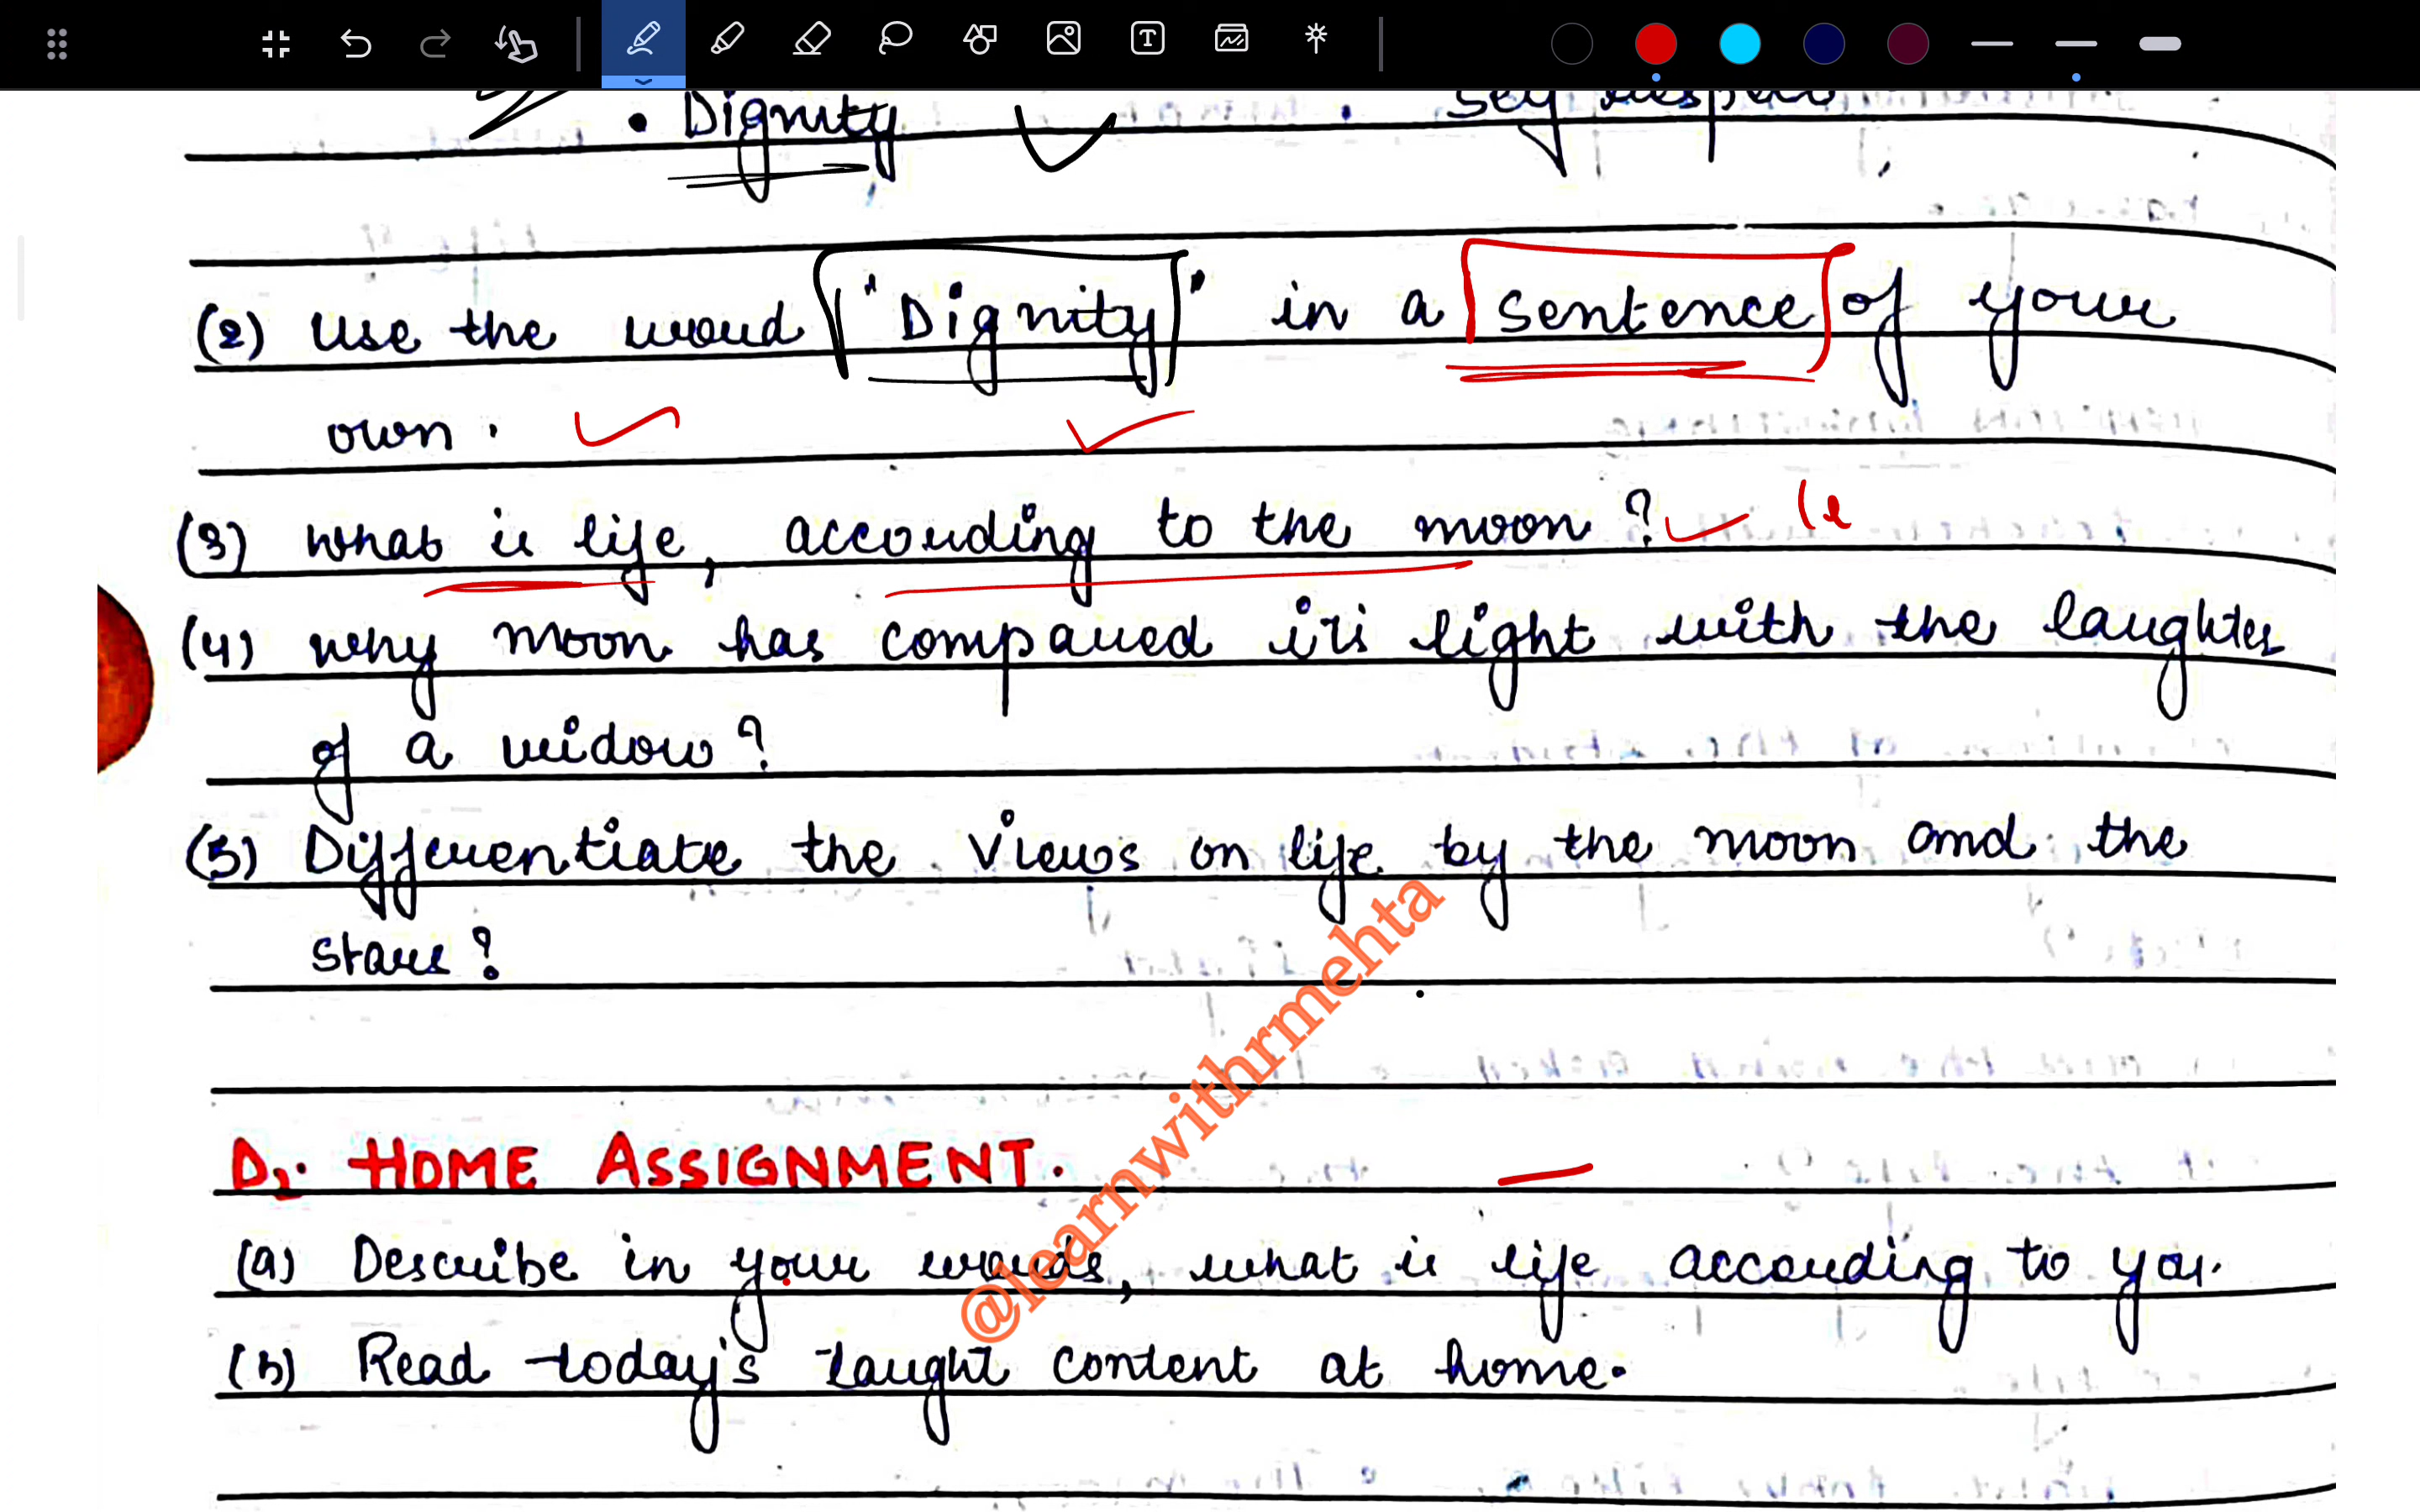 • Dignity • Self respect
(2) Use the word "Dignity" in a sentence of your
own.
(3) What is life, according to the moon?
(4) Why moon has compared its light with the laughter
of a widow?
(5) Differentiate the views on life by the moon and the
stars?
D2. HOME ASSIGNMENT.
(a) Describe in your words, what is life according to you.
(b) Read today's taught content at home.
@learnwithrmehta